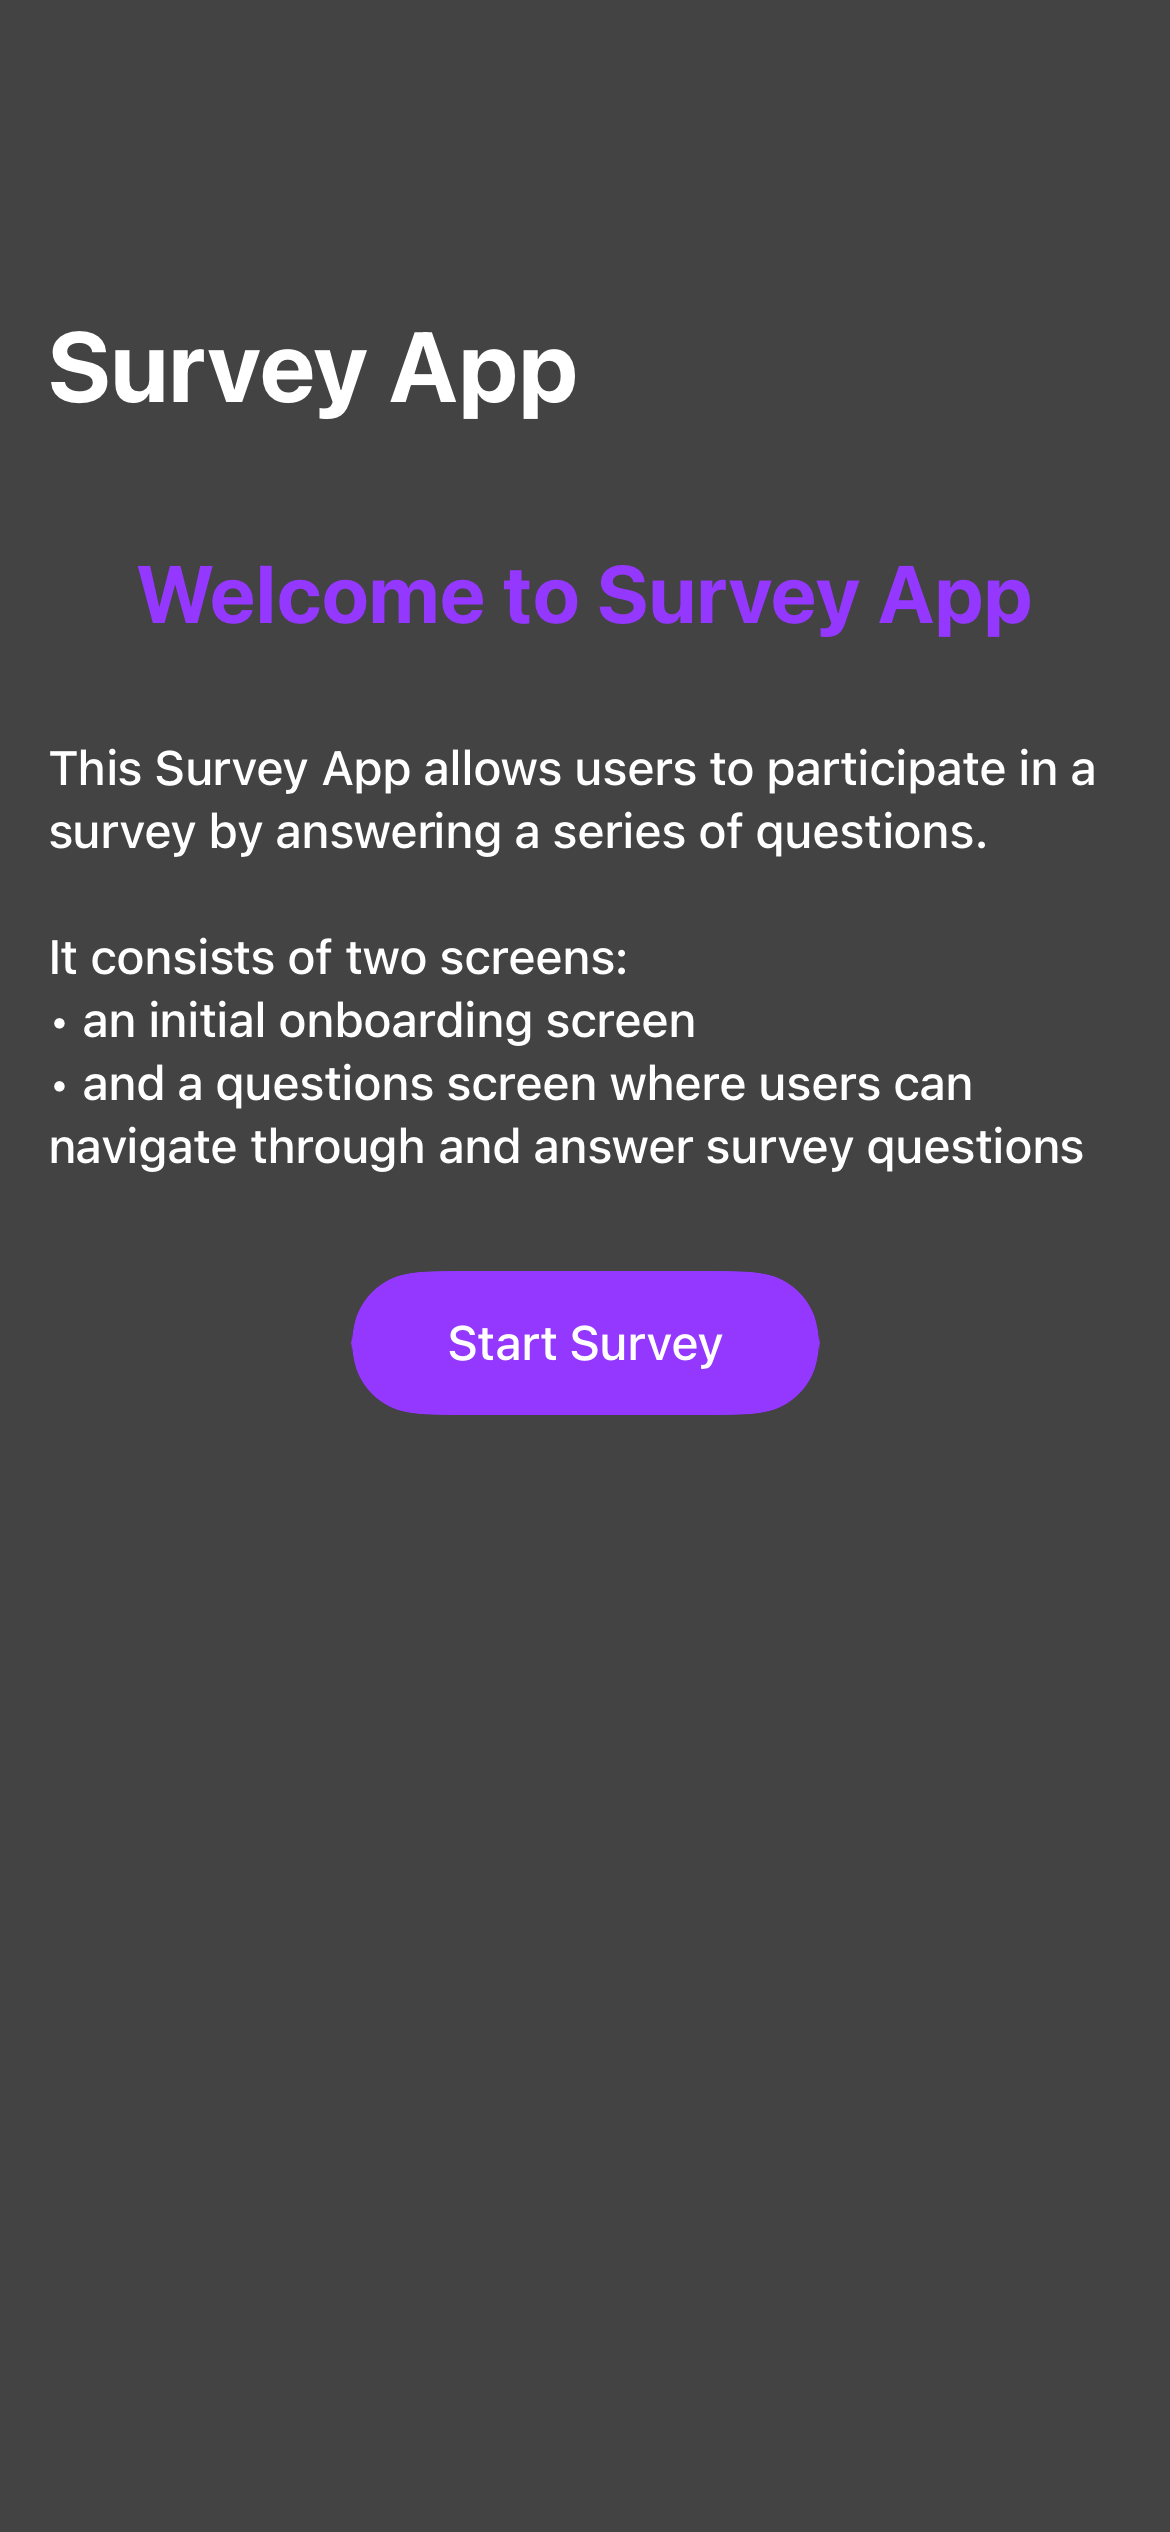 Survey App
Welcome to Survey App
This Survey App allows users to participate in a
survey by answering a series of questions.
It consists of two screens:
• an initial onboarding screen
• and a questions screen where users can
navigate through and answer survey questions
Start Survey